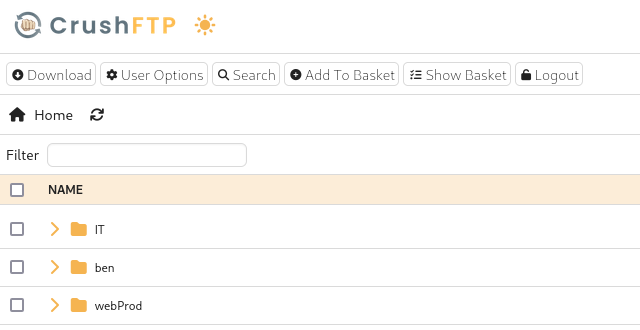 CrushFTP
Download User Options Search Add To Basket Show Basket Logout
Home
Filter
NAME
IT
ben
webProd